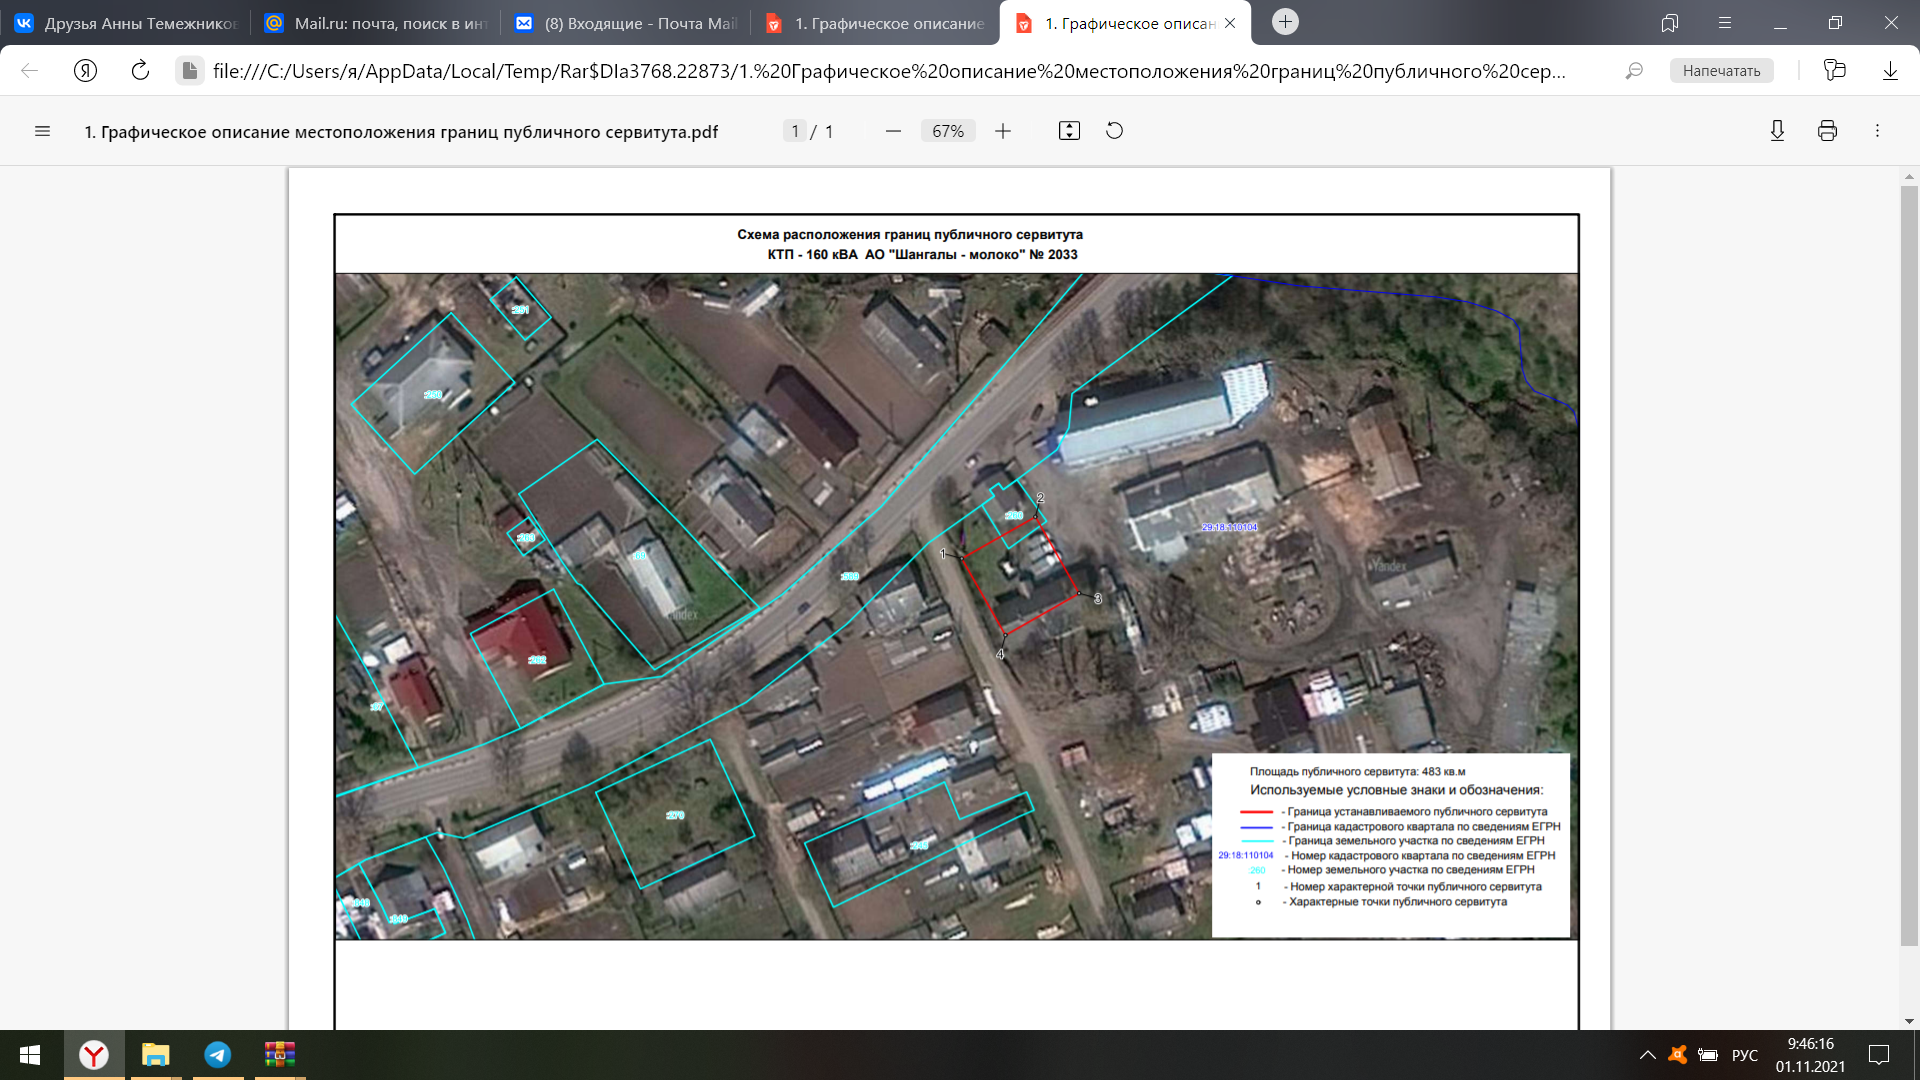 Друзья Анны Темежников
Mail.ru: почта, поиск в инт
(8) Входящие - Почта Mail
1. Графическое описание
1. Графическое описан
file:///C:/Users/я/AppData/Local/Temp/Rar$DIa3768.22873/1.%20Графическое%20описание%20местоположения%20границ%20публичного%20сер...
Напечатать
1. Графическое описание местоположения границ публичного сервитута.pdf
1 / 1
67%
Схема расположения границ публичного сервитута
КТП - 160 кВА АО "Шангалы - молоко" № 2033
:250
2
:260
29:18:110104
1
Yandex
3
4
:282
:270
Площадь публичного сервитута: 483 кв.м
Используемые условные знаки и обозначения:
- Граница устанавливаемого публичного сервитута
- Граница кадастрового квартала по сведениям ЕГРН
- Граница земельного участка по сведениям ЕГРН
29:18:110104 - Номер кадастрового квартала по сведениям ЕГРН
:260 - Номер земельного участка по сведениям ЕГРН
1 - Номер характерной точки публичного сервитута
- Характерные точки публичного сервитута
РУС
9:46:16
01.11.2021